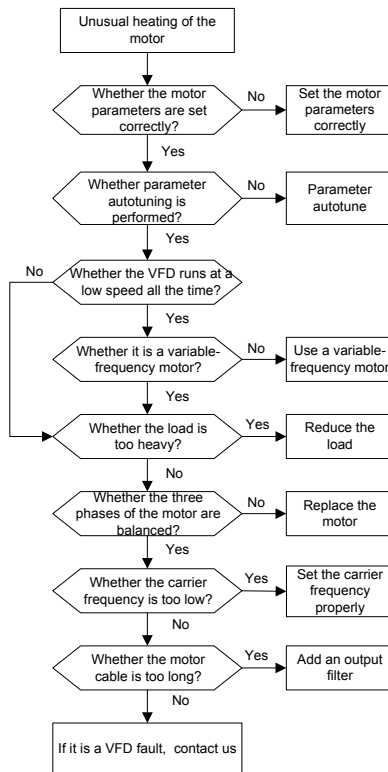 Unusual heating of the
motor
Whether the motor
parameters are set
correctly?
No
Set the motor
parameters
correctly
Yes
Whether parameter
autotuning is
performed?
No
Parameter
autotune
Yes
No
Whether the VFD runs at a
low speed all the time?
Yes
Whether it is a variable-
frequency motor?
No
Use a variable-
frequency motor
Yes
Whether the load is
too heavy?
Yes
Reduce the
load
No
Whether the three
phases of the motor are
balanced?
No
Replace the
motor
Yes
Whether the carrier
frequency is too low?
Yes
Set the carrier
frequency
properly
No
Whether the motor
cable is too long?
Yes
Add an output
filter
No
If it is a VFD fault, contact us